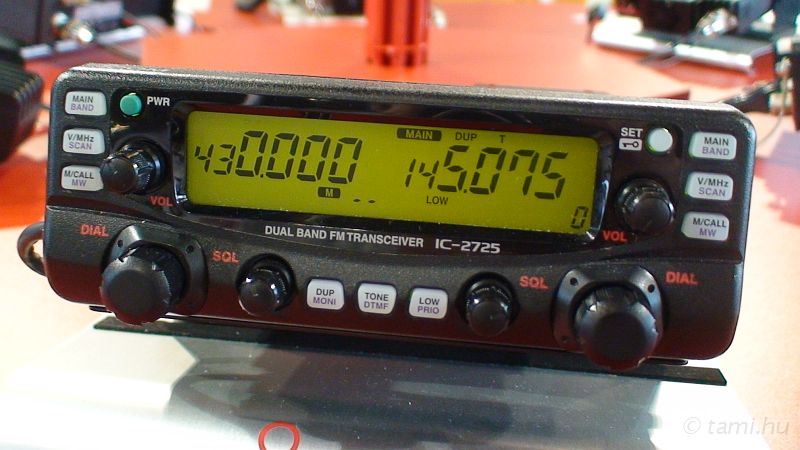 MAIN BAND
PWR
V/MHz SCAN
M/CALL MW
VOL
430.000
M
MAIN DUP T
145.075
LOW
0
SET
MAIN BAND
V/MHz SCAN
M/CALL MW
VOL
DUAL BAND FM TRANSCEIVER IC-2725
DIAL
SQL
DUP MONI
TONE DTMF
LOW PRIO
SQL
DIAL
© tami.hu